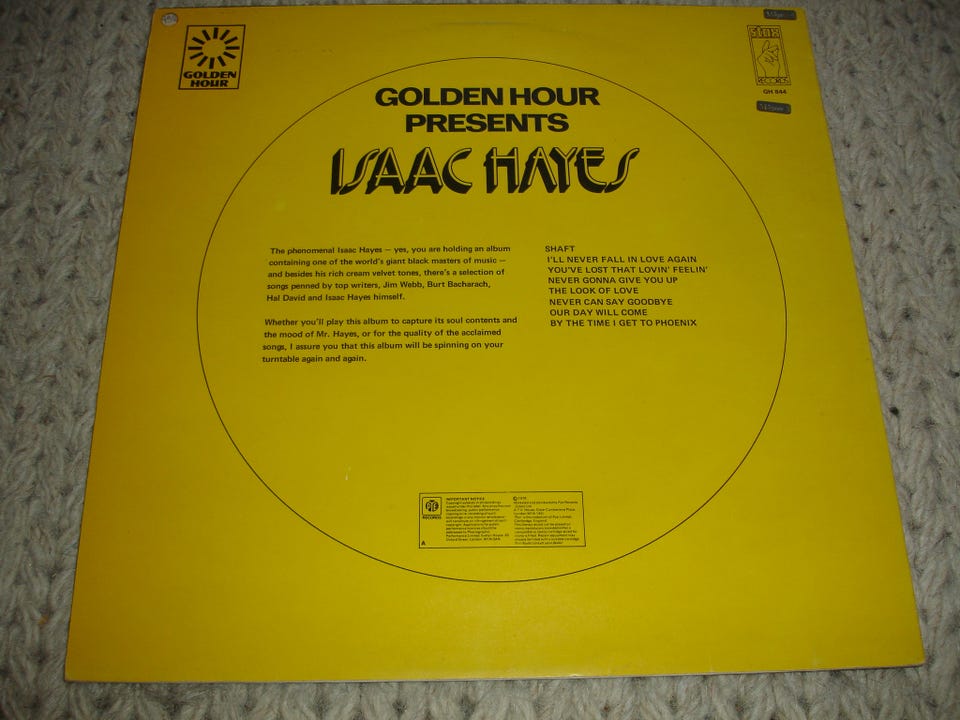 GOLDEN
HOUR
stax
RECORDS
GH 844
GOLDEN HOUR
PRESENTS
ISAAC HAYES
The phenomenal Isaac Hayes — yes, you are holding an album
containing one of the world's giant black masters of music —
and besides his rich cream velvet tones, there's a selection of
songs penned by top writers, Jim Webb, Burt Bacharach,
Hal David and Isaac Hayes himself.
Whether you'll play this album to capture its soul contents and
the mood of Mr. Hayes, or for the quality of the acclaimed
songs, I assure you that this album will be spinning on your
turntable again and again.
SHAFT
I'LL NEVER FALL IN LOVE AGAIN
YOU'VE LOST THAT LOVIN' FEELIN'
NEVER GONNA GIVE YOU UP
THE LOOK OF LOVE
NEVER CAN SAY GOODBYE
OUR DAY WILL COME
BY THE TIME I GET TO PHOENIX
PYE
RECORDS
A
IMPORTANT NOTICE